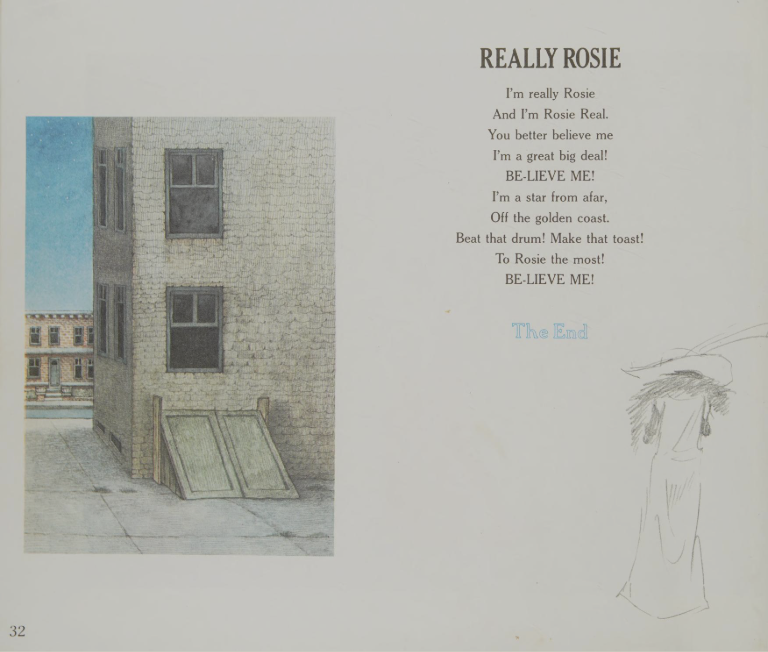 REALLY ROSIE
I'm really Rosie
And I'm Rosie Real.
You better believe me
I'm a great big deal!
BE-LIEVE ME!
I'm a star from afar,
Off the golden coast.
Beat that drum! Make that toast!
To Rosie the most!
BE-LIEVE ME!
The End
32